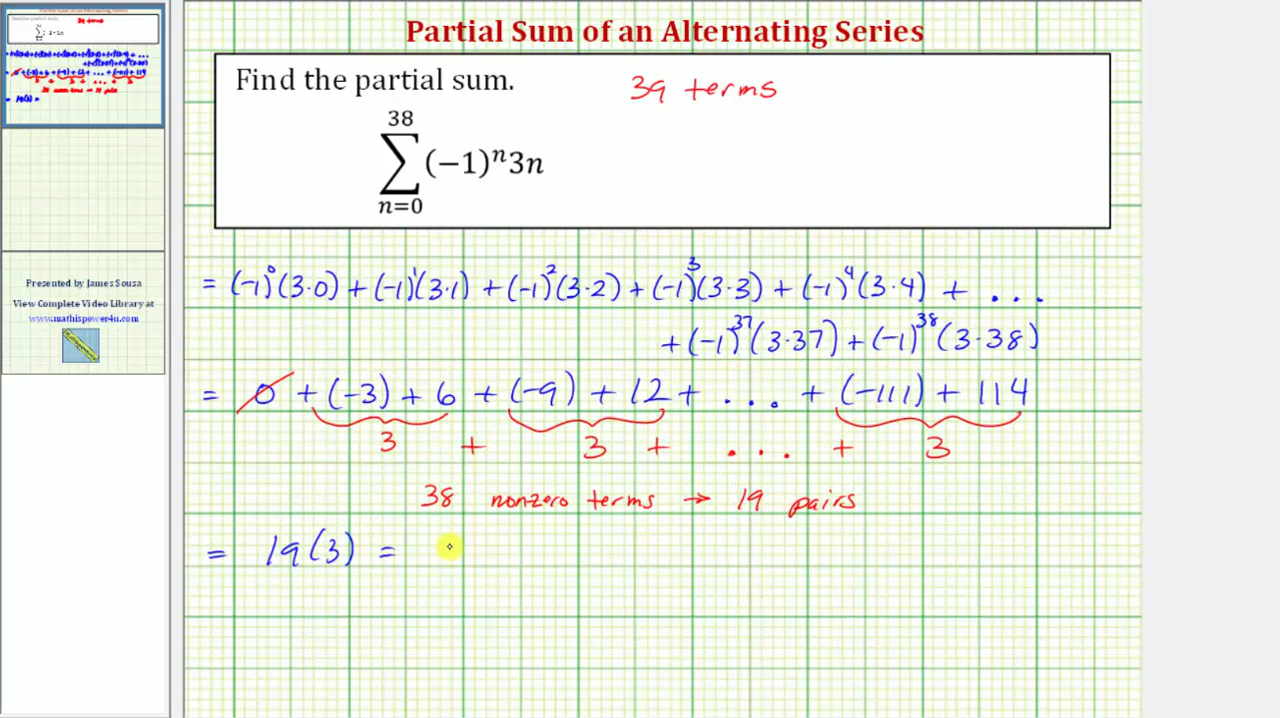 Partial Sum of an Alternating Series
Find the partial sum.
39 terms
38
∑ (−1)ⁿ3n
n=0
= (-1)⁰(3·0) + (-1)¹(3·1) + (-1)²(3·2) + (-1)³(3·3) + (-1)⁴(3·4) + ...
+ (-1)³⁷(3·37) + (-1)³⁸(3·38)
= 0 + (-3) + 6 + (-9) + 12 + ... + (-111) + 114
3 + 3 + ... + 3
38 nonzero terms → 19 pairs
= 19(3) =
Presented by James Sousa
View Complete Video Library at
www.mathispower4u.com